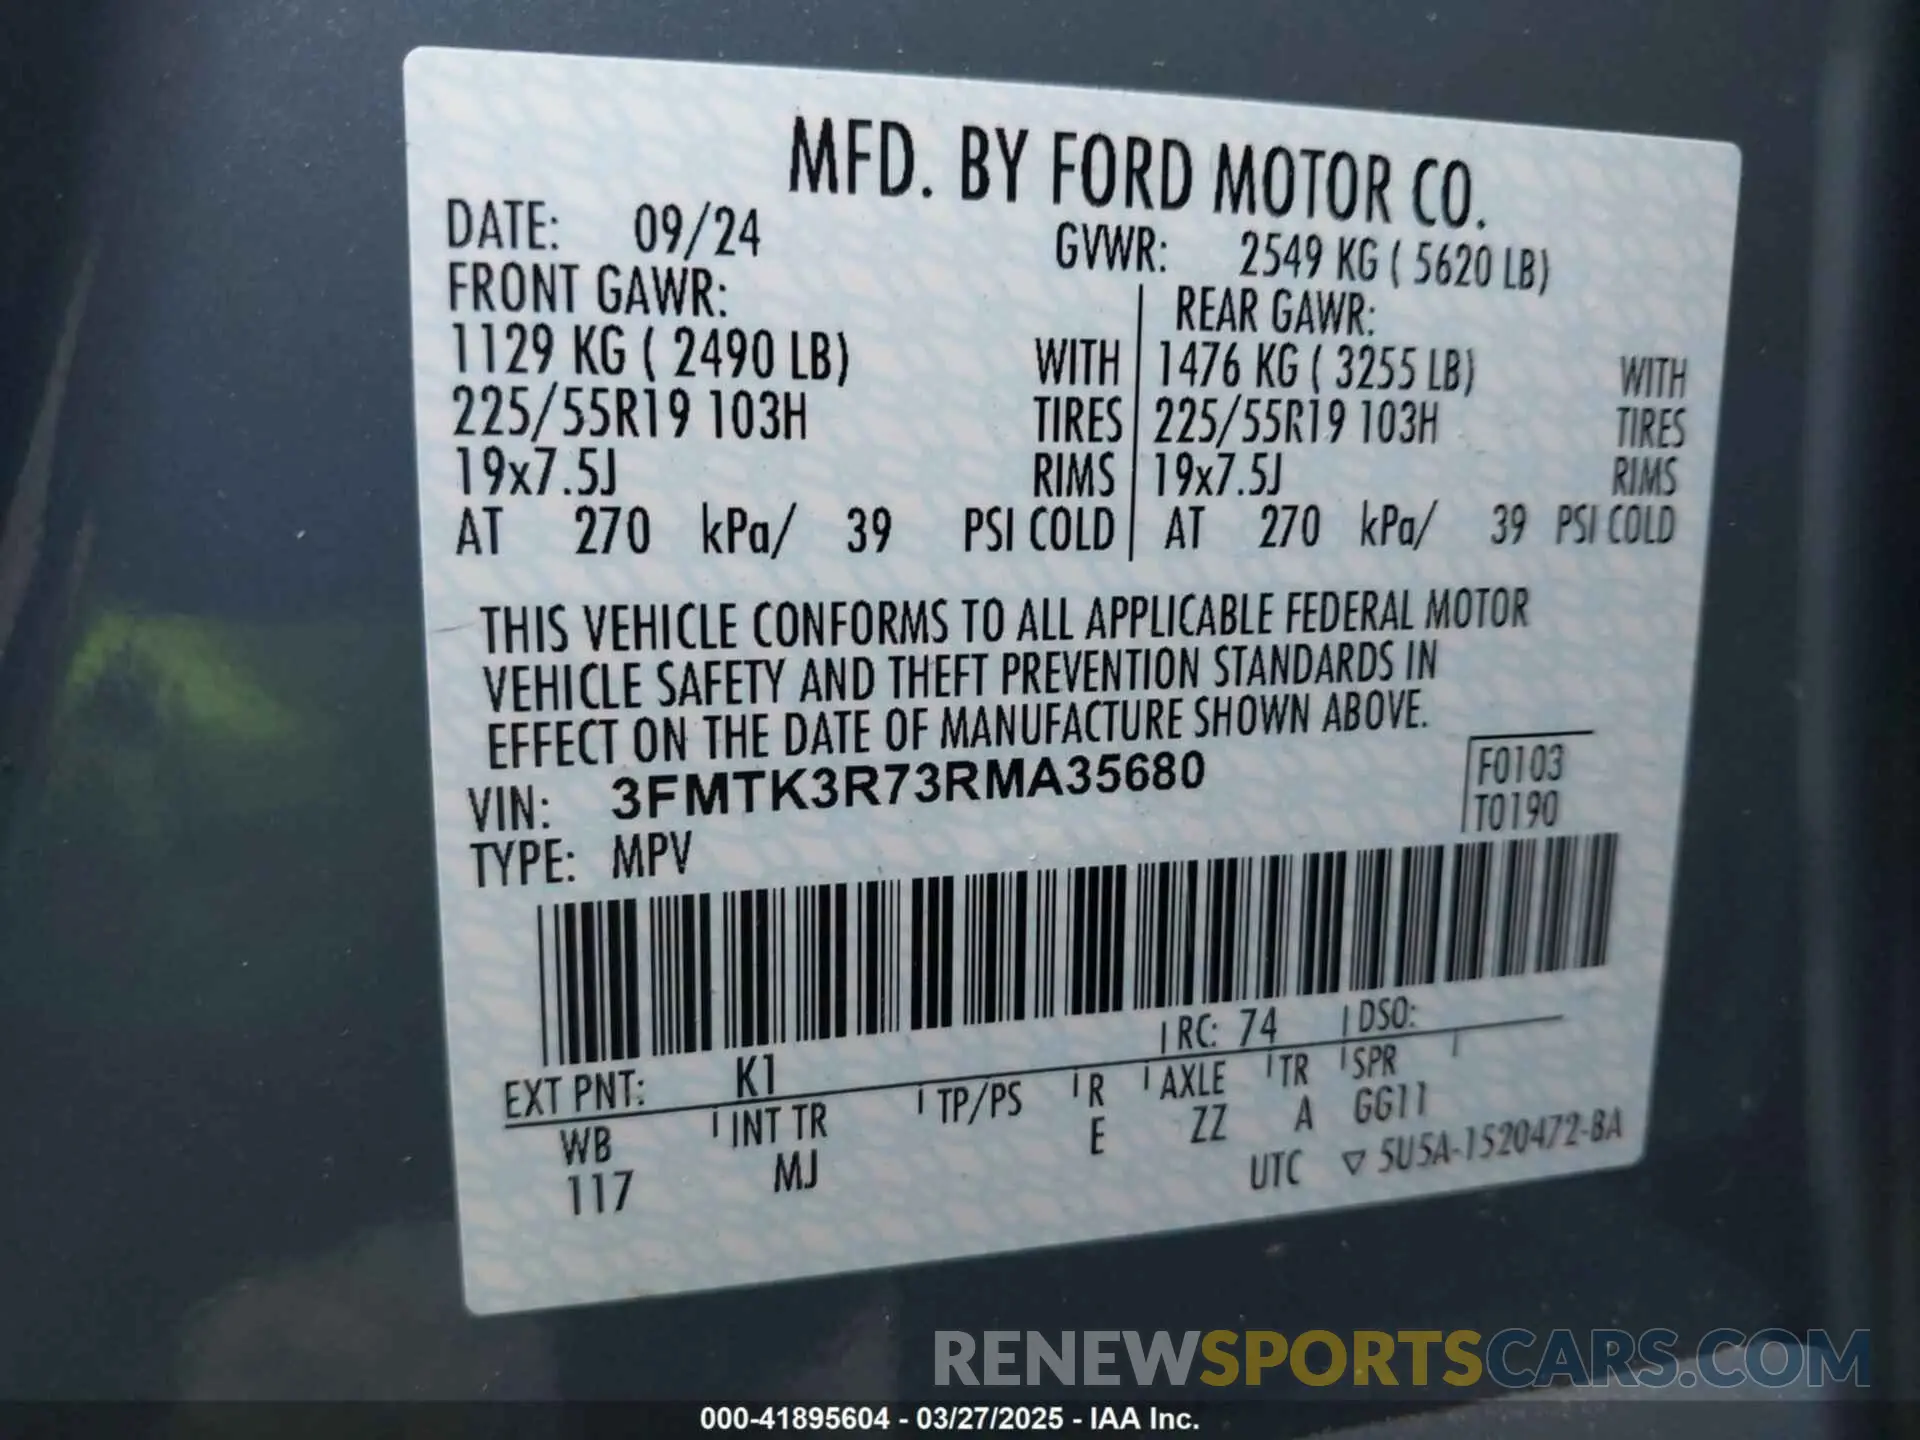 MFD. BY FORD MOTOR CO.
DATE: 09/24 GVWR: 2549 KG ( 5620 LB)
FRONT GAWR: REAR GAWR:
1129 KG ( 2490 LB) WITH 1476 KG ( 3255 LB) WITH
225/55R19 103H TIRES 225/55R19 103H TIRES
19x7.5J RIMS 19x7.5J RIMS
AT 270 kPa/ 39 PSI COLD AT 270 kPa/ 39 PSI COLD
THIS VEHICLE CONFORMS TO ALL APPLICABLE FEDERAL MOTOR
VEHICLE SAFETY AND THEFT PREVENTION STANDARDS IN
EFFECT ON THE DATE OF MANUFACTURE SHOWN ABOVE.
VIN: 3FMTK3R73RMA35680 F0103
TYPE: MPV T0190
EXT PNT: K1 RC: 74 DSO:
WB INT TR TP/PS R AXLE TR SPR
117 MJ E ZZ A GG11
UTC ▽ 5U5A-1520472-BA
RENEWSPORTSCARS.COM
000-41895604 - 03/27/2025 - IAA Inc.